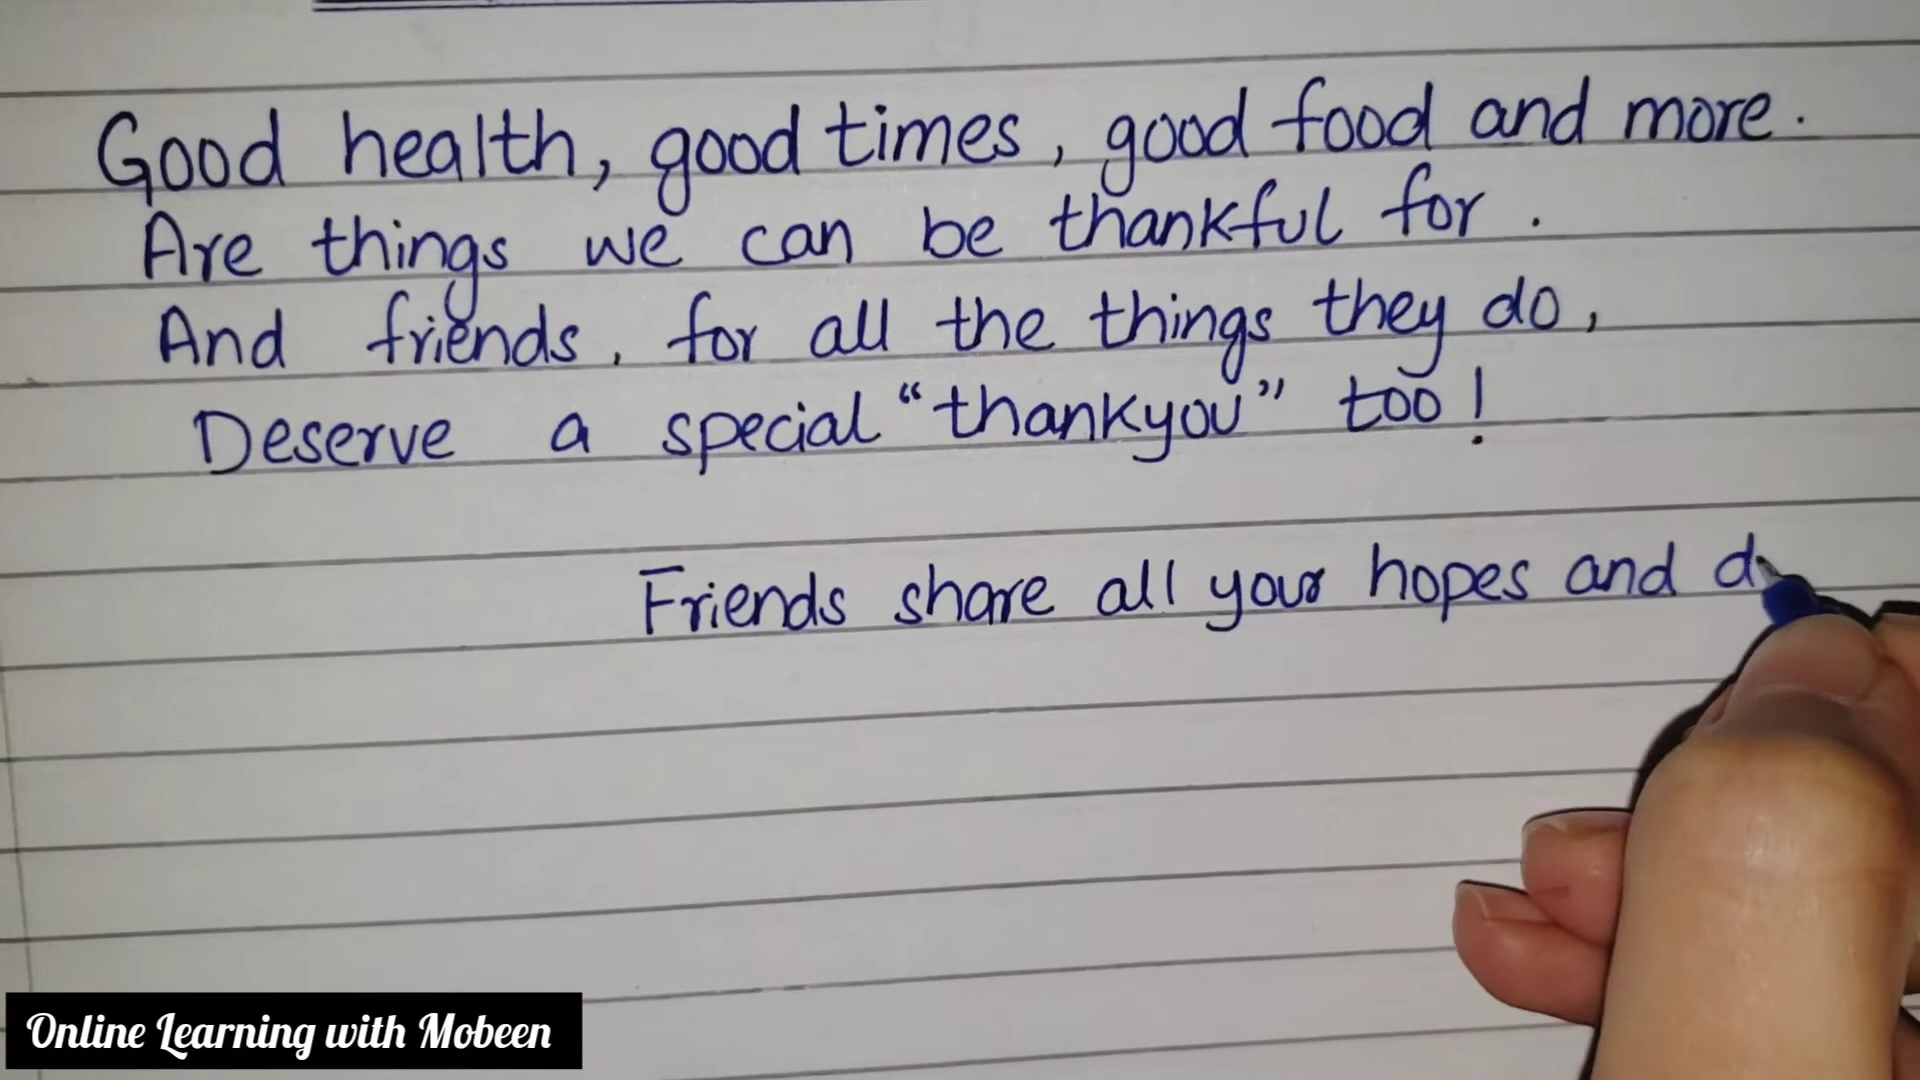 Good health, good times, good food and more.
Are things we can be thankful for.
And friends, for all the things they do,
Deserve a special “thankyou” too!
Friends share all your hopes and d
Online Learning with Mobeen